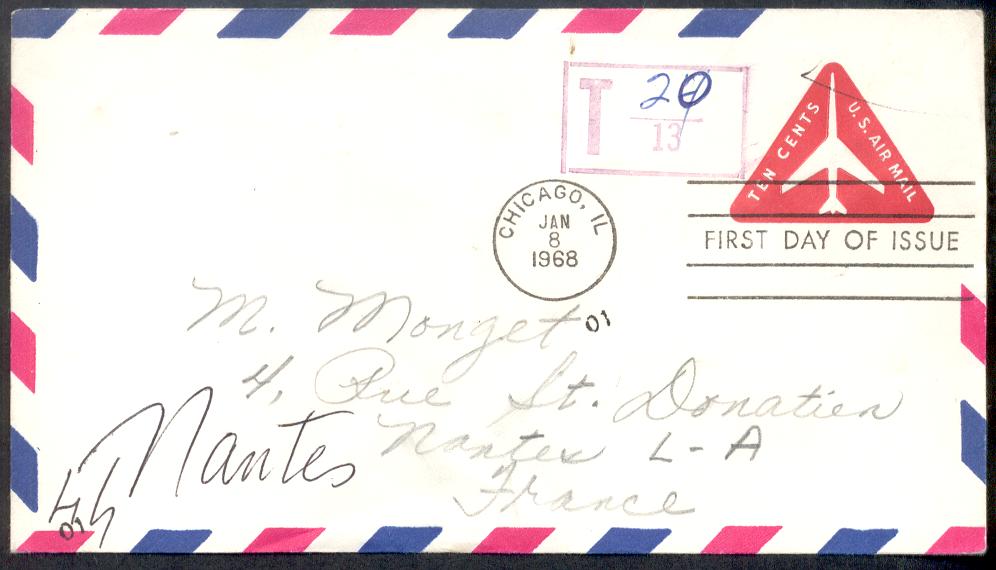 T 20
13
TEN CENTS
U.S. AIR MAIL
CHICAGO, IL
JAN
8
1968
FIRST DAY OF ISSUE
M. Monget
01
4, Rue St. Donatien
Nantes L-A
France
44 Nantes
01